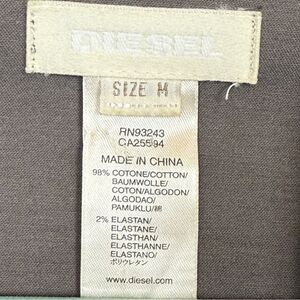 DIESEL
SIZE M
RN93243
CA25594
MADE IN CHINA
98% COTONE/COTTON/
BAUMWOLLE/
COTON/ALGODON/
ALGODAO/
PAMUKLU/綿
2% ELASTAN/
ELASTANE/
ELASTHAN/
ELASTHANNE/
ELASTANO/
ポリウレタン
www.diesel.com